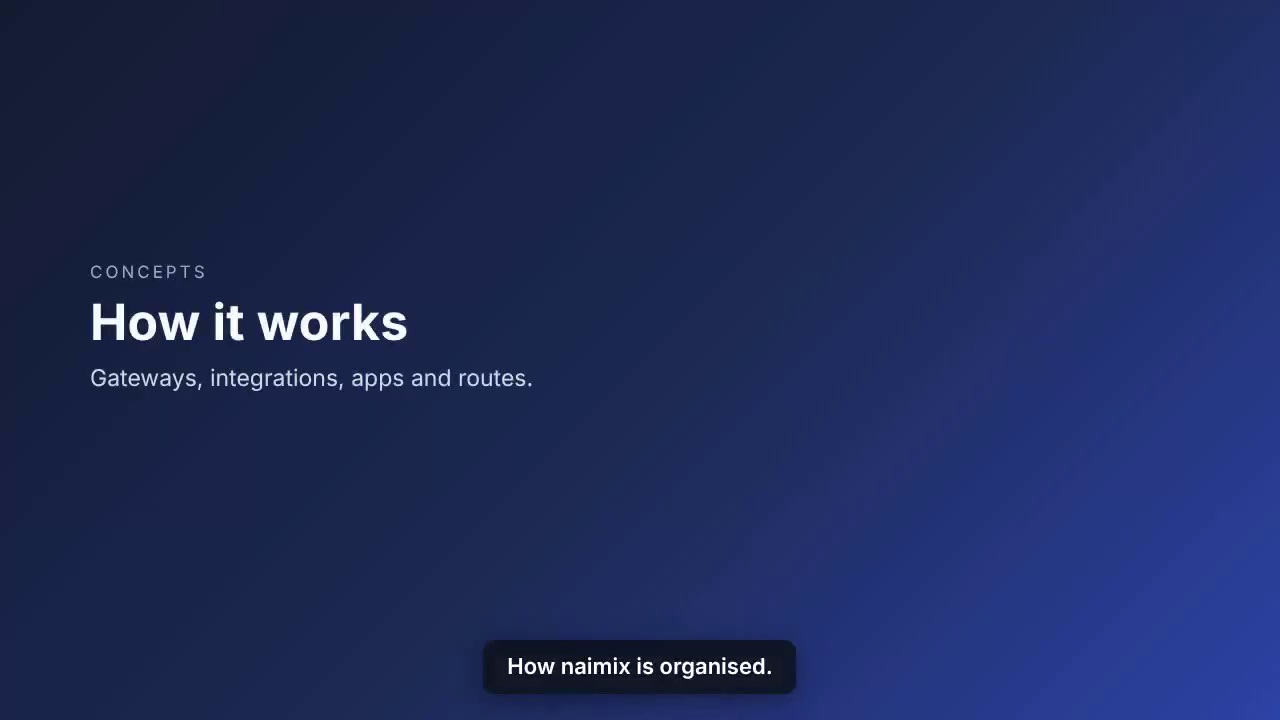 CONCEPTS
How it works
Gateways, integrations, apps and routes.
How naimix is organised.